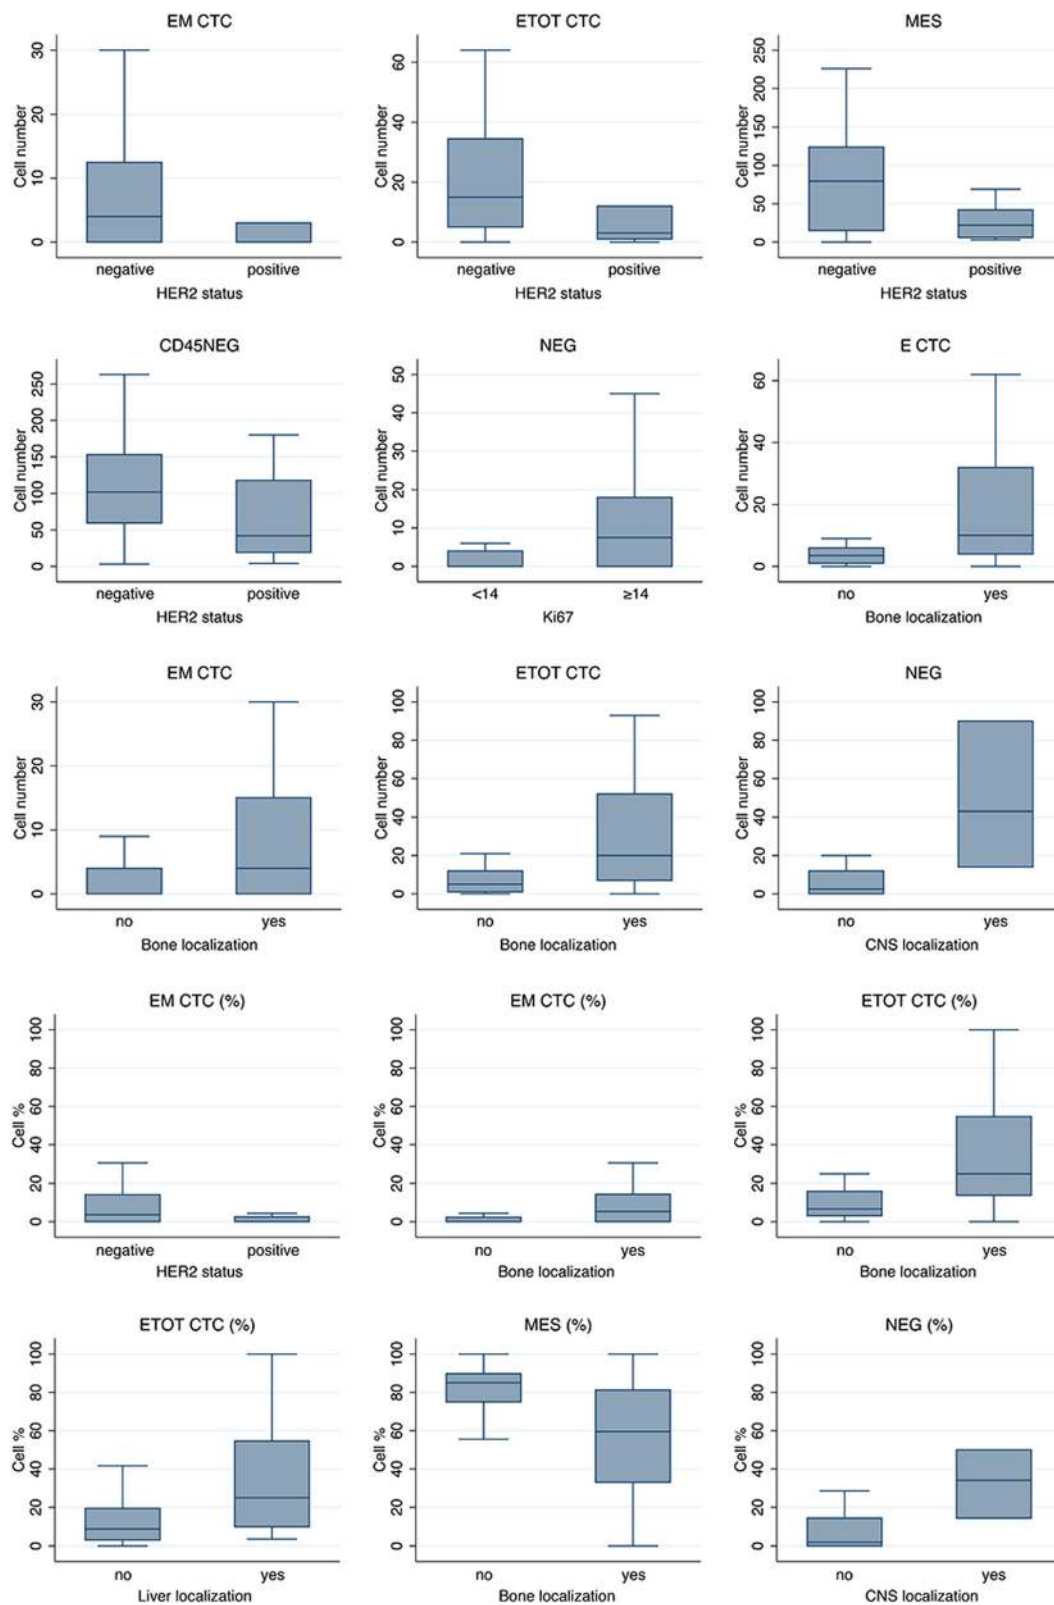 EM CTC
30
20
10
0
Cell number
negative positive
HER2 status
ETOT CTC
60
40
20
0
Cell number
negative positive
HER2 status
MES
250
200
150
100
50
0
Cell number
negative positive
HER2 status
CD45NEG
250
200
150
100
50
0
Cell number
negative positive
HER2 status
NEG
50
40
30
20
10
0
Cell number
<14 ≥14
Ki67
E CTC
60
40
20
0
Cell number
no yes
Bone localization
EM CTC
30
20
10
0
Cell number
no yes
Bone localization
ETOT CTC
100
80
60
40
20
0
Cell number
no yes
Bone localization
NEG
100
80
60
40
20
0
Cell number
no yes
CNS localization
EM CTC (%)
100
80
60
40
20
0
Cell %
negative positive
HER2 status
EM CTC (%)
100
80
60
40
20
0
Cell %
no yes
Bone localization
ETOT CTC (%)
100
80
60
40
20
0
Cell %
no yes
Bone localization
ETOT CTC (%)
100
80
60
40
20
0
Cell %
no yes
Liver localization
MES (%)
100
80
60
40
20
0
Cell %
no yes
Bone localization
NEG (%)
100
80
60
40
20
0
Cell %
no yes
CNS localization